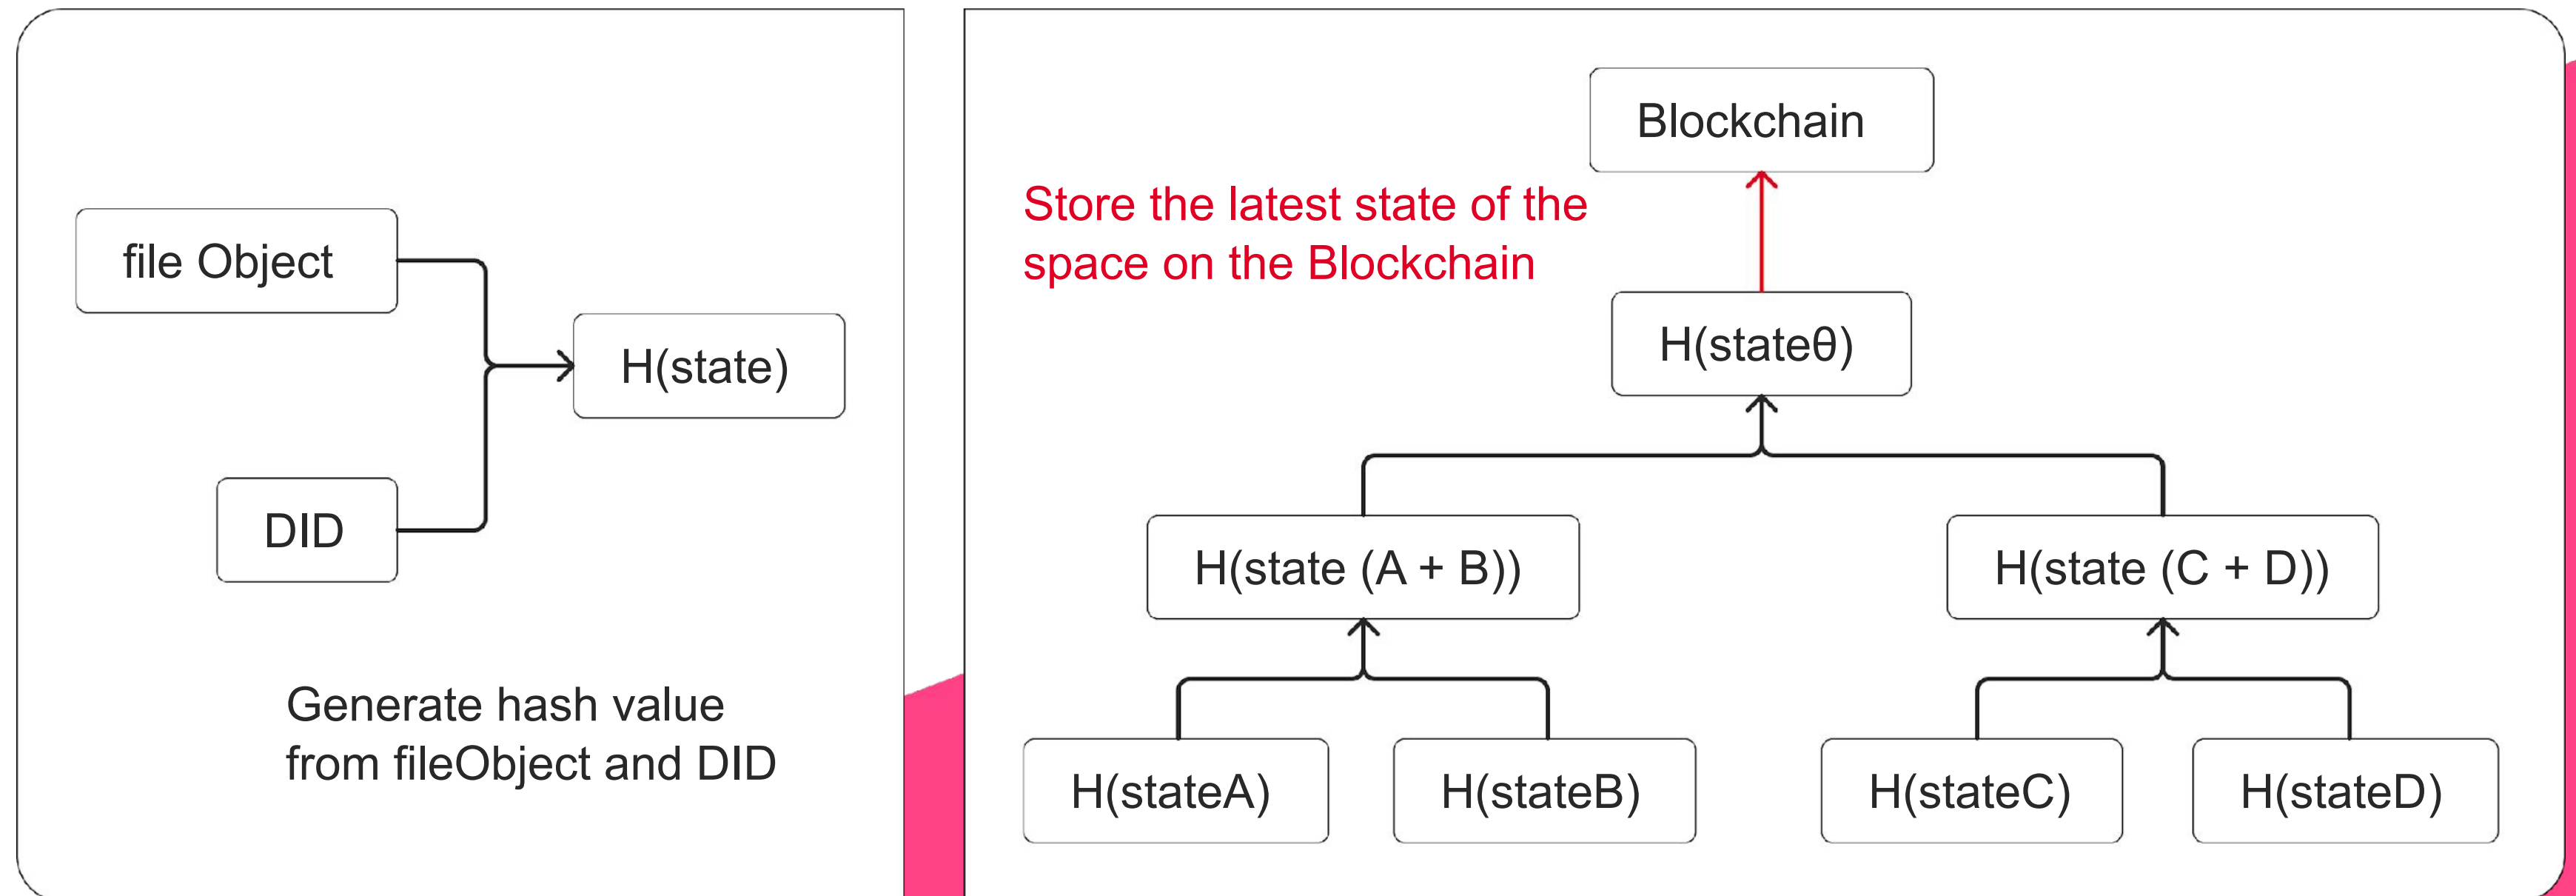 file Object
H(state)
DID
Generate hash value
from fileObject and DID
Blockchain
Store the latest state of the
space on the Blockchain
H(stateθ)
H(state (A + B))
H(state (C + D))
H(stateA)
H(stateB)
H(stateC)
H(stateD)